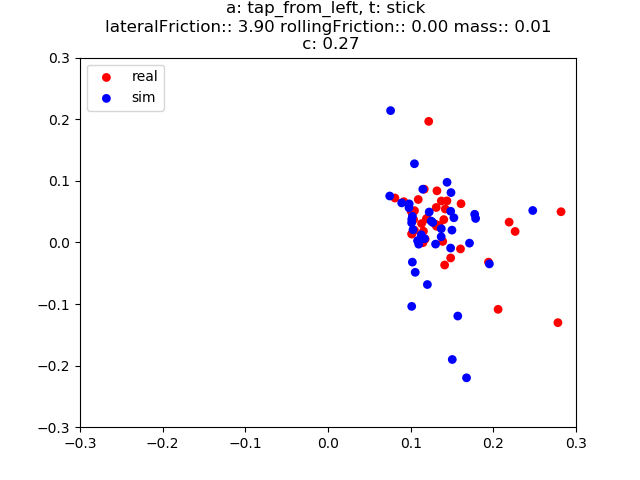 a: tap_from_left, t: stick
lateralFriction:: 3.90 rollingFriction:: 0.00 mass:: 0.01
c: 0.27
real
sim
0.3
0.2
0.1
0.0
−0.1
−0.2
−0.3
−0.3 −0.2 −0.1 0.0 0.1 0.2 0.3